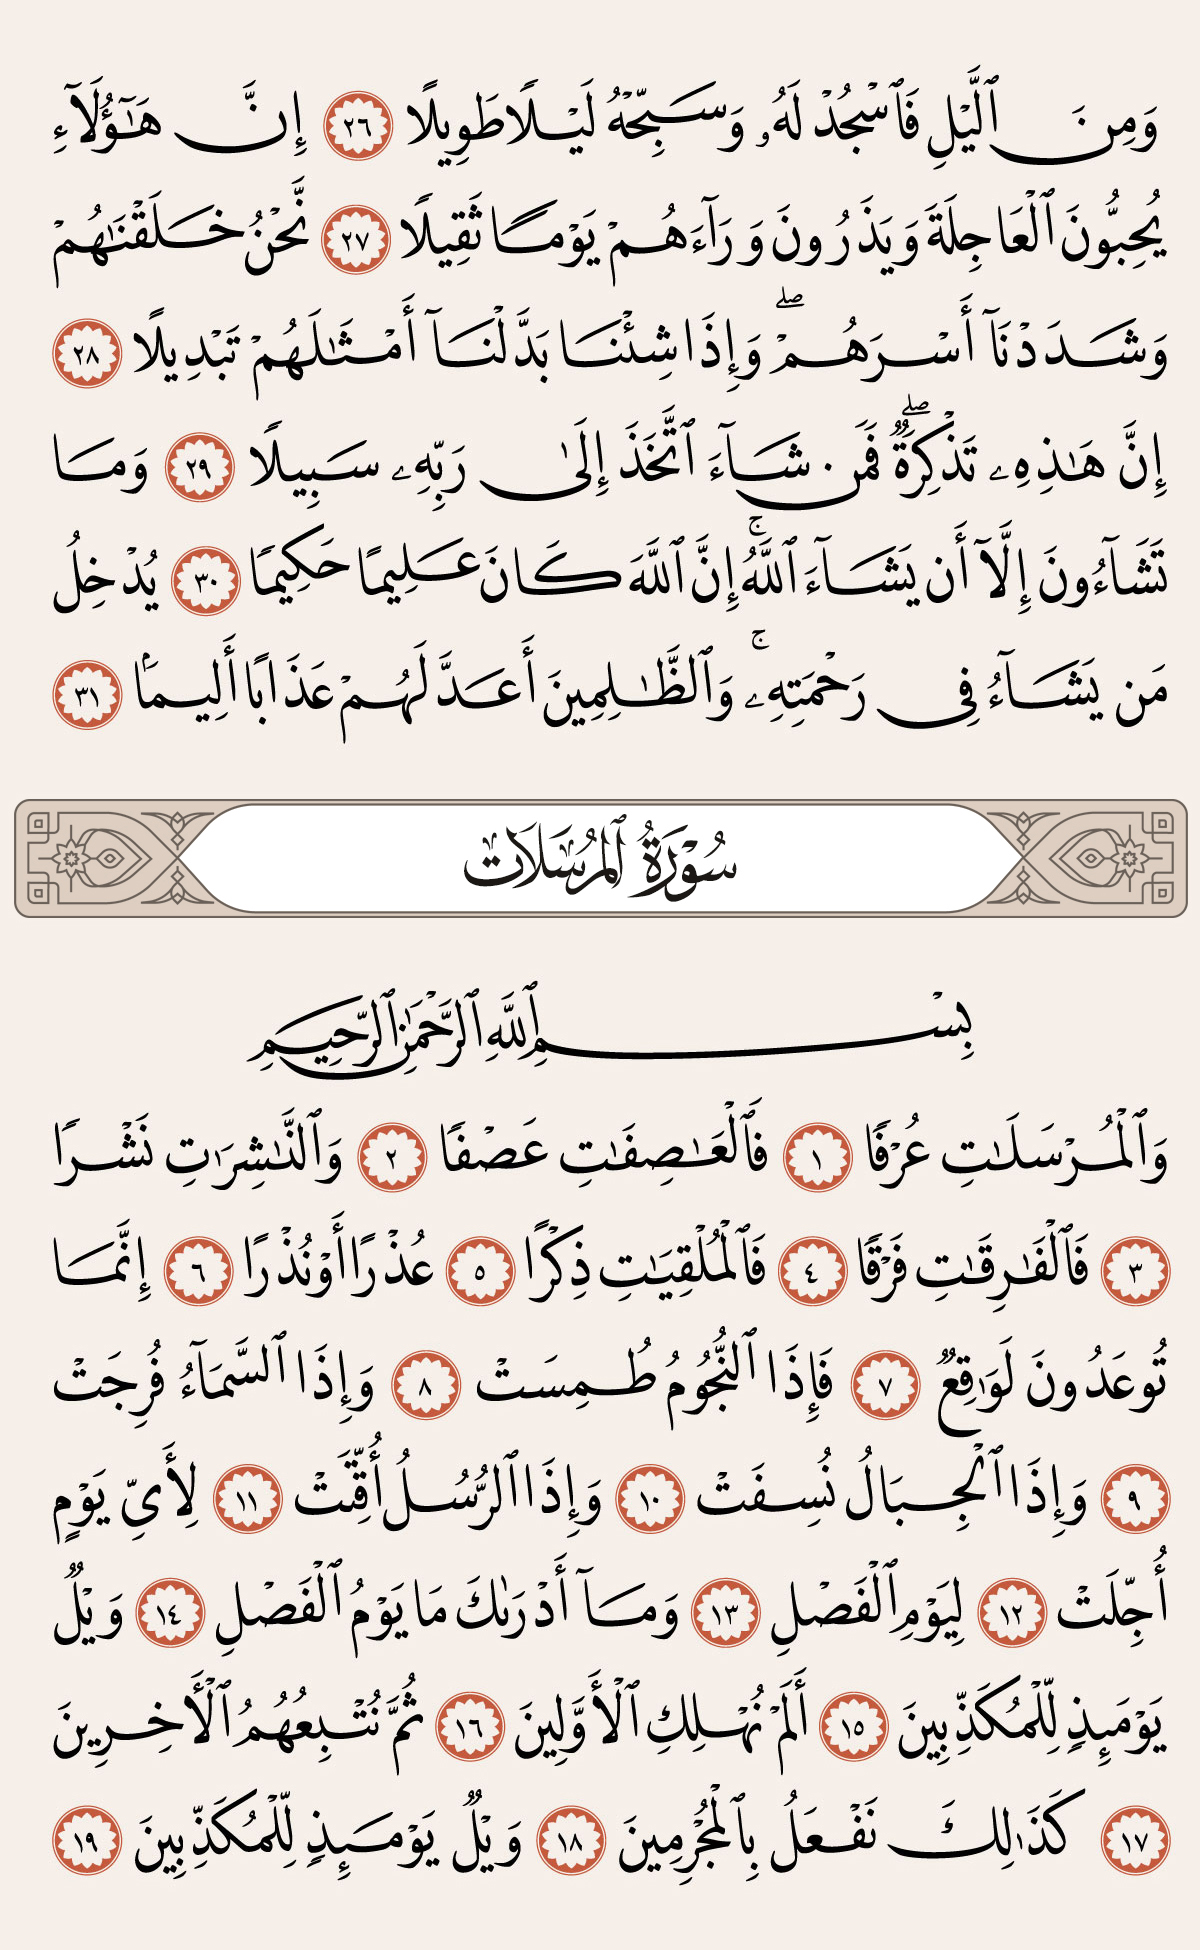 وَمِنَ ٱلَّيْلِ فَٱسْجُدْ لَهُۥ وَسَبِّحْهُ لَيْلًا طَوِيلًا ٢٦ إِنَّ هَٰٓؤُلَآءِ
يُحِبُّونَ ٱلْعَاجِلَةَ وَيَذَرُونَ وَرَآءَهُمْ يَوْمًا ثَقِيلًا ٢٧ نَّحْنُ خَلَقْنَٰهُمْ
وَشَدَدْنَآ أَسْرَهُمْ ۖ وَإِذَا شِئْنَا بَدَّلْنَآ أَمْثَٰلَهُمْ تَبْدِيلًا ٢٨
إِنَّ هَٰذِهِۦ تَذْكِرَةٌ ۖ فَمَن شَآءَ ٱتَّخَذَ إِلَىٰ رَبِّهِۦ سَبِيلًا ٢٩ وَمَا
تَشَآءُونَ إِلَّآ أَن يَشَآءَ ٱللَّهُ ۚ إِنَّ ٱللَّهَ كَانَ عَلِيمًا حَكِيمًا ٣٠ يُدْخِلُ
مَن يَشَآءُ فِى رَحْمَتِهِۦ ۚ وَٱلظَّٰلِمِينَ أَعَدَّ لَهُمْ عَذَابًا أَلِيمًۢا ٣١
سُورَةُ ٱلْمُرْسَلَات
بِسْمِ ٱللَّهِ ٱلرَّحْمَٰنِ ٱلرَّحِيمِ
وَٱلْمُرْسَلَٰتِ عُرْفًا ١ فَٱلْعَٰصِفَٰتِ عَصْفًا ٢ وَٱلنَّٰشِرَٰتِ نَشْرًا
٣ فَٱلْفَٰرِقَٰتِ فَرْقًا ٤ فَٱلْمُلْقِيَٰتِ ذِكْرًا ٥ عُذْرًا أَوْ نُذْرًا ٦ إِنَّمَا
تُوعَدُونَ لَوَٰقِعٌ ٧ فَإِذَا ٱلنُّجُومُ طُمِسَتْ ٨ وَإِذَا ٱلسَّمَآءُ فُرِجَتْ
٩ وَإِذَا ٱلْجِبَالُ نُسِفَتْ ١٠ وَإِذَا ٱلرُّسُلُ أُقِّتَتْ ١١ لِأَىِّ يَوْمٍ
أُجِّلَتْ ١٢ لِيَوْمِ ٱلْفَصْلِ ١٣ وَمَآ أَدْرَىٰكَ مَا يَوْمُ ٱلْفَصْلِ ١٤ وَيْلٌ
يَوْمَئِذٍ لِّلْمُكَذِّبِينَ ١٥ أَلَمْ نُهْلِكِ ٱلْأَوَّلِينَ ١٦ ثُمَّ نُتْبِعُهُمُ ٱلْأَخِرِينَ
١٧ كَذَٰلِكَ نَفْعَلُ بِٱلْمُجْرِمِينَ ١٨ وَيْلٌ يَوْمَئِذٍ لِّلْمُكَذِّبِينَ ١٩